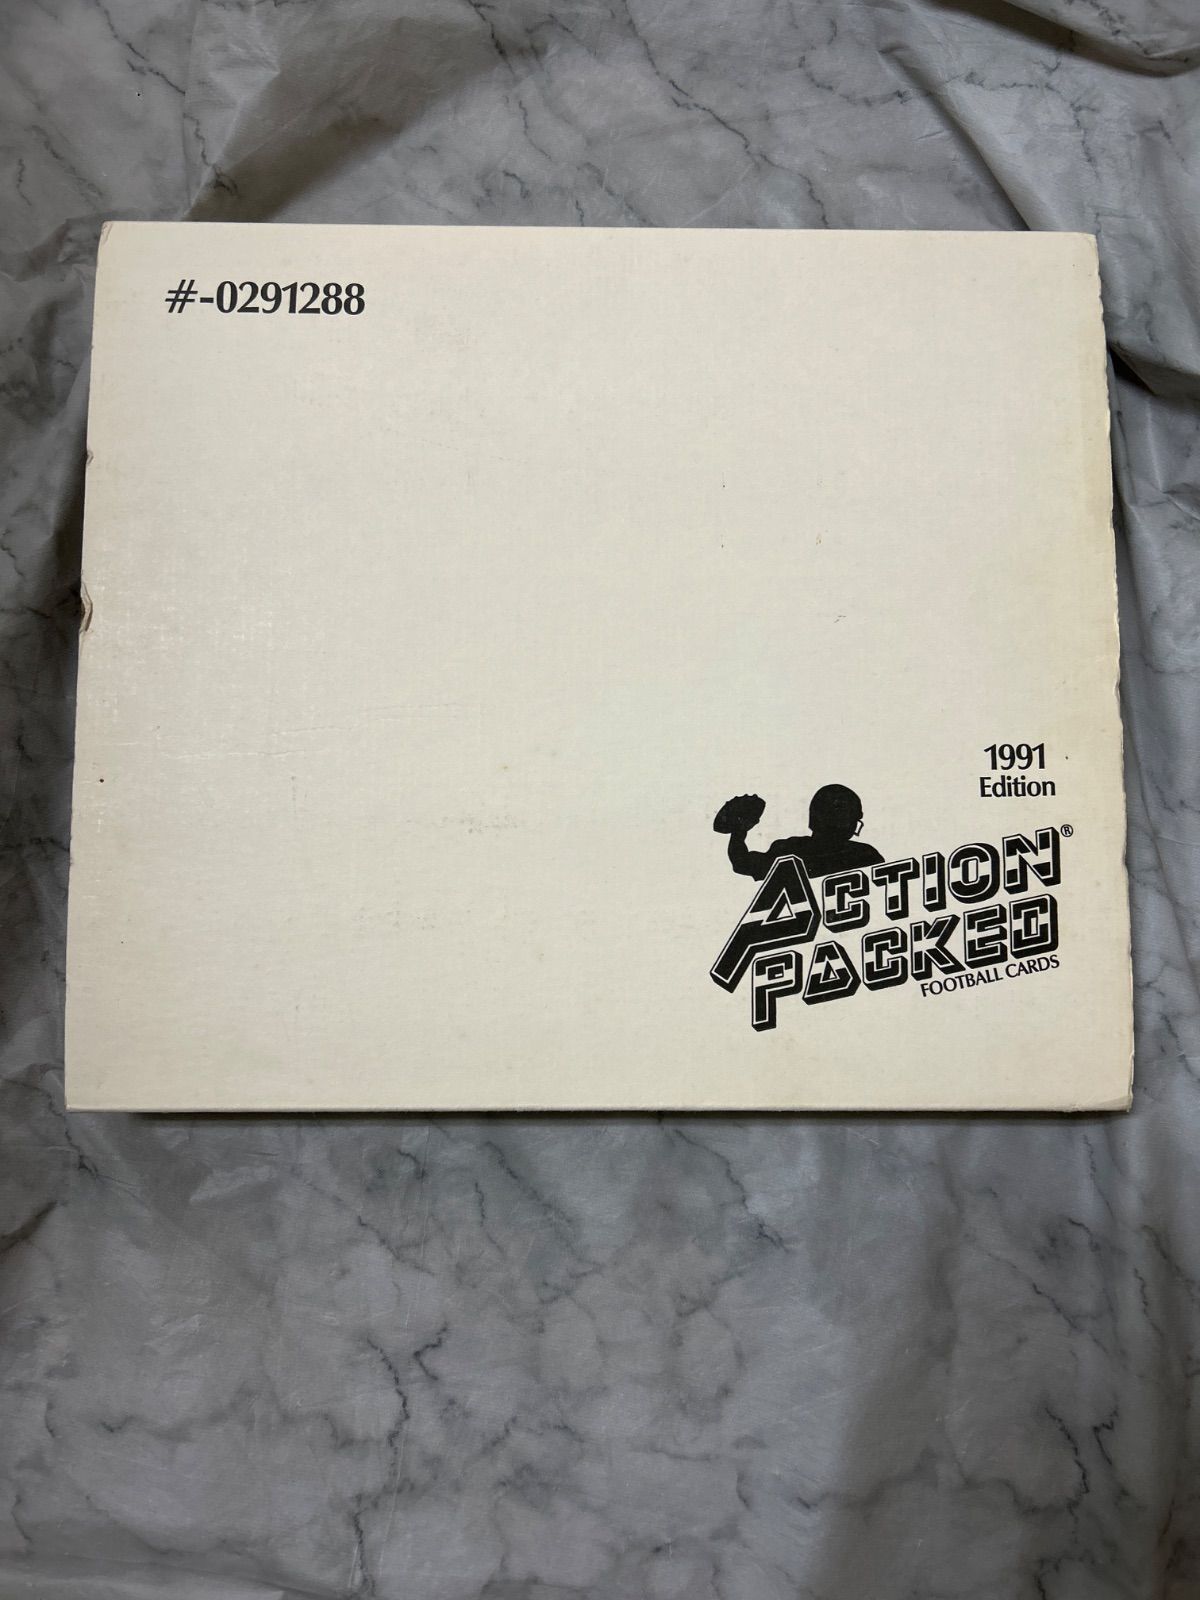 #-0291288
1991
Edition
ACTION®
PACKED
FOOTBALL CARDS